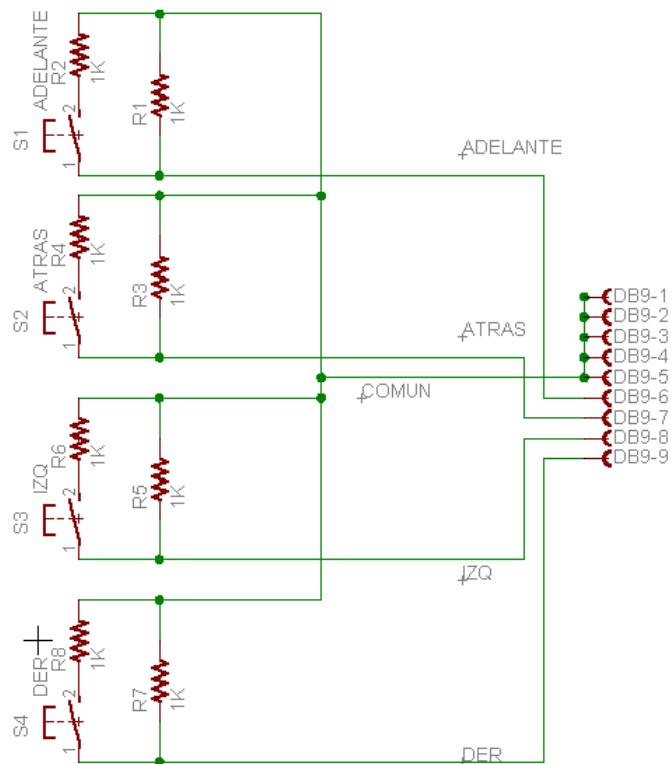 ADELANTE
R2
1K
R1
1K
S1
2
1
ADELANTE
ATRAS
R4
1K
R3
1K
S2
2
1
ATRAS
DB9-1
DB9-2
DB9-3
DB9-4
DB9-5
DB9-6
DB9-7
DB9-8
DB9-9
COMUN
IZQ
R6
1K
R5
1K
S3
2
1
IZQ
DER
R8
1K
R7
1K
S4
2
1
DER